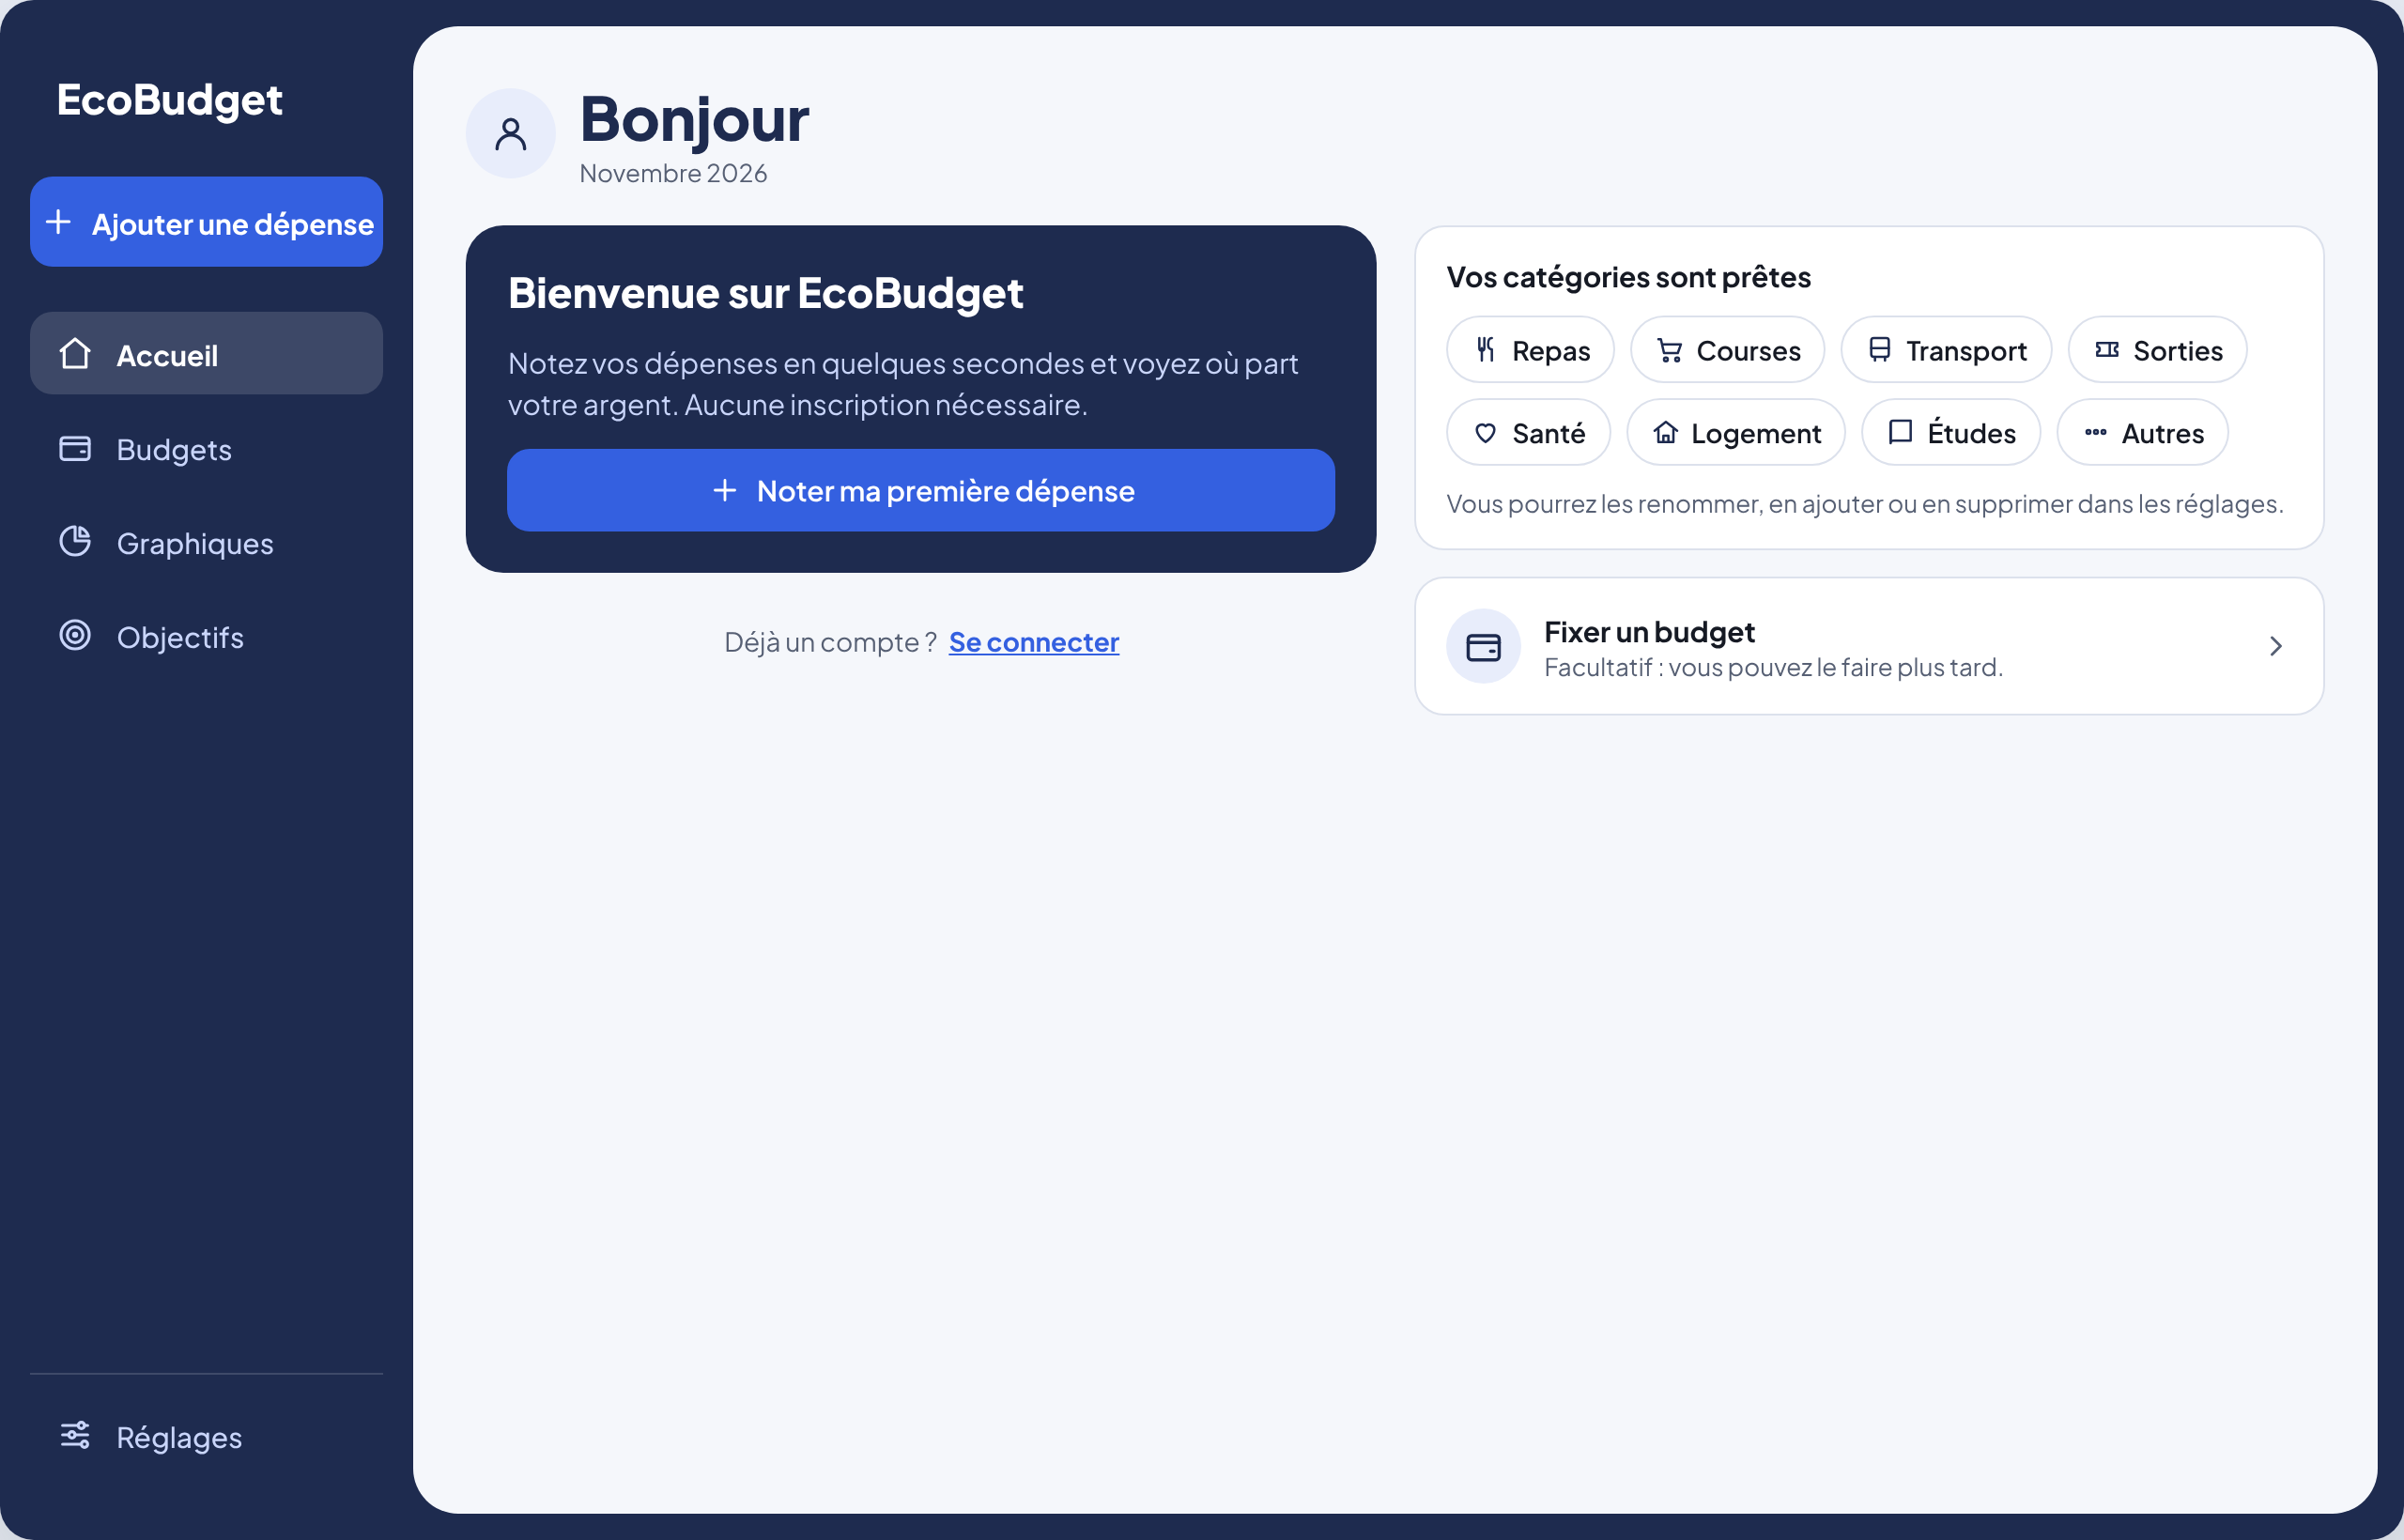 EcoBudget
Ajouter une dépense
Accueil
Budgets
Graphiques
Objectifs
Réglages
Bonjour
Novembre 2026
Bienvenue sur EcoBudget
Notez vos dépenses en quelques secondes et voyez où part
votre argent. Aucune inscription nécessaire.
Noter ma première dépense
Déjà un compte ? Se connecter
Vos catégories sont prêtes
Repas Courses Transport Sorties
Santé Logement Études Autres
Vous pourrez les renommer, en ajouter ou en supprimer dans les réglages.
Fixer un budget
Facultatif : vous pouvez le faire plus tard.